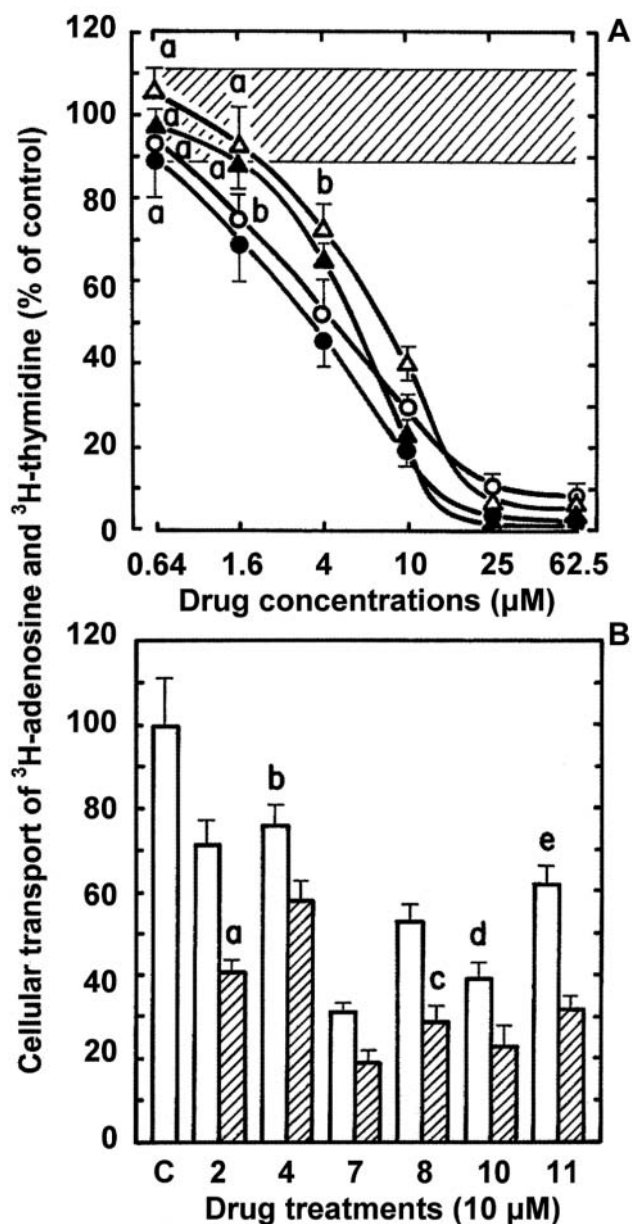 Cellular transport of ³H-adenosine and ³H-thymidine (% of control)
A
120
100
80
60
40
20
0
a
a
a
a
a
b
b
0.64 1.6 4 10 25 62.5
Drug concentrations (µM)
B
120
100
80
60
40
20
0
a
b
c
d
e
C 2 4 7 8 10 11
Drug treatments (10 µM)